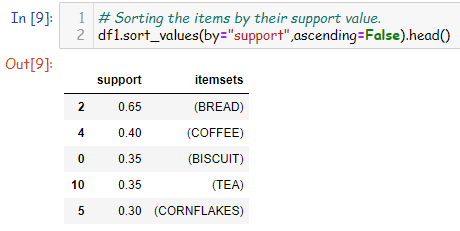 In [9]: 1 # Sorting the items by their support value.
2 df1.sort_values(by="support",ascending=False).head()
Out[9]:
support itemsets
2 0.65 (BREAD)
4 0.40 (COFFEE)
0 0.35 (BISCUIT)
10 0.35 (TEA)
5 0.30 (CORNFLAKES)